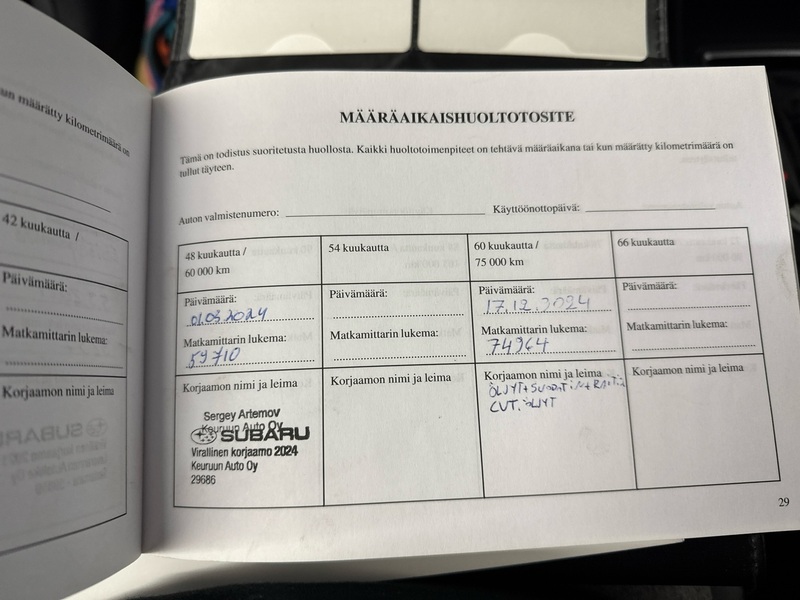 un määrätty kilometrimäärä on
42 kuukautta /
Päivämäärä:
Matkamittarin lukema:
Korjaamon nimi ja leima
MÄÄRÄAIKAISHUOLTOTOSITE
Tämä on todistus suoritetusta huollosta. Kaikki huoltotoimenpiteet on tehtävä määräaikana tai kun määrätty kilometrimäärä on
tullut täyteen.
Auton valmistenumero: Käyttöönottopäivä:
48 kuukautta /
60 000 km
54 kuukautta
60 kuukautta /
75 000 km
66 kuukautta
Päivämäärä:
01.03.2024
Päivämäärä:
Päivämäärä:
17.12.2024
Päivämäärä:
Matkamittarin lukema:
59710
Matkamittarin lukema:
Matkamittarin lukema:
74964
Matkamittarin lukema:
Korjaamon nimi ja leima
Sergey Artemov
Keuruun Auto Oy
SUBARU
Virallinen korjaamo 2024
Keuruun Auto Oy
29686
Korjaamon nimi ja leima
Korjaamon nimi ja leima
ÖLJYT+SUODATIN+
CVT.ÖLJYT
Korjaamon nimi ja leima
29